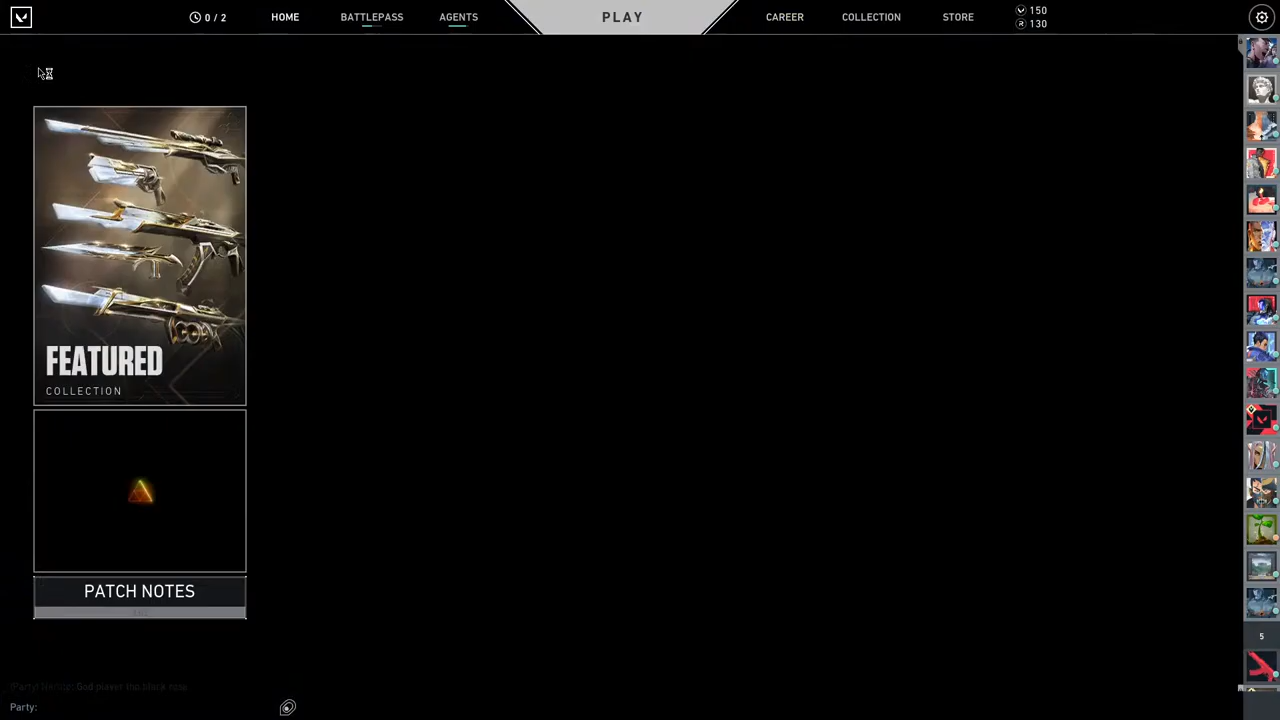 0 / 2
HOME
BATTLEPASS
AGENTS
PLAY
CAREER
COLLECTION
STORE
150
130
FEATURED
COLLECTION
PATCH NOTES
5
Party: